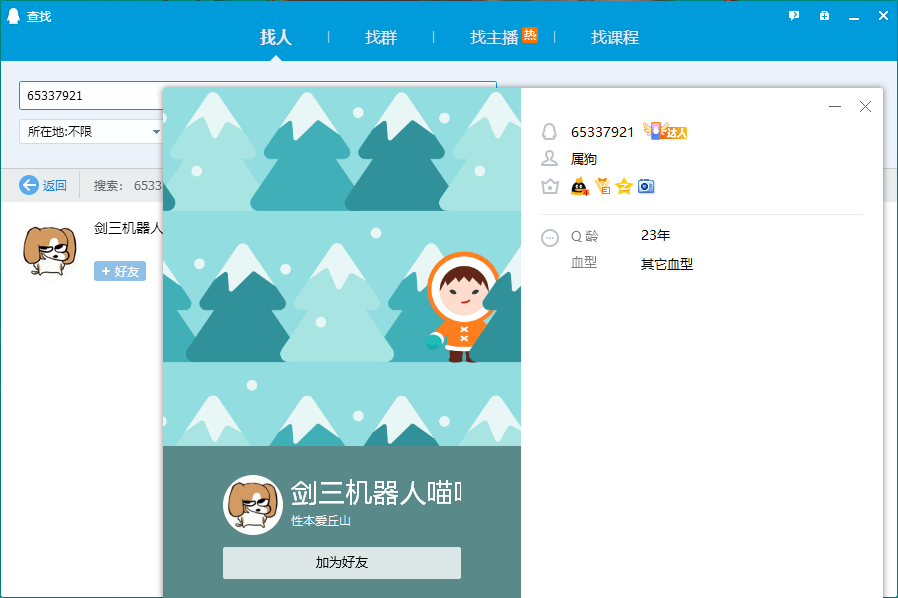 查找
找人
找群
找主播 热
找课程
65337921
所在地:不限
返回
搜索: 6533
剑三机器人
+ 好友
剑三机器人喵
性本爱丘山
加为好友
65337921 达人
属狗
Q 龄 23年
血型 其它血型